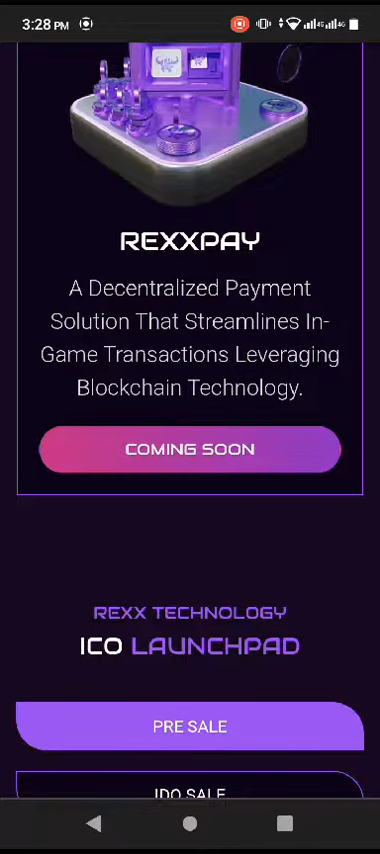 3:28 PM
REXXPAY
A Decentralized Payment
Solution That Streamlines In-
Game Transactions Leveraging
Blockchain Technology.
COMING SOON
REXX TECHNOLOGY
ICO LAUNCHPAD
PRE SALE
IDO SALE